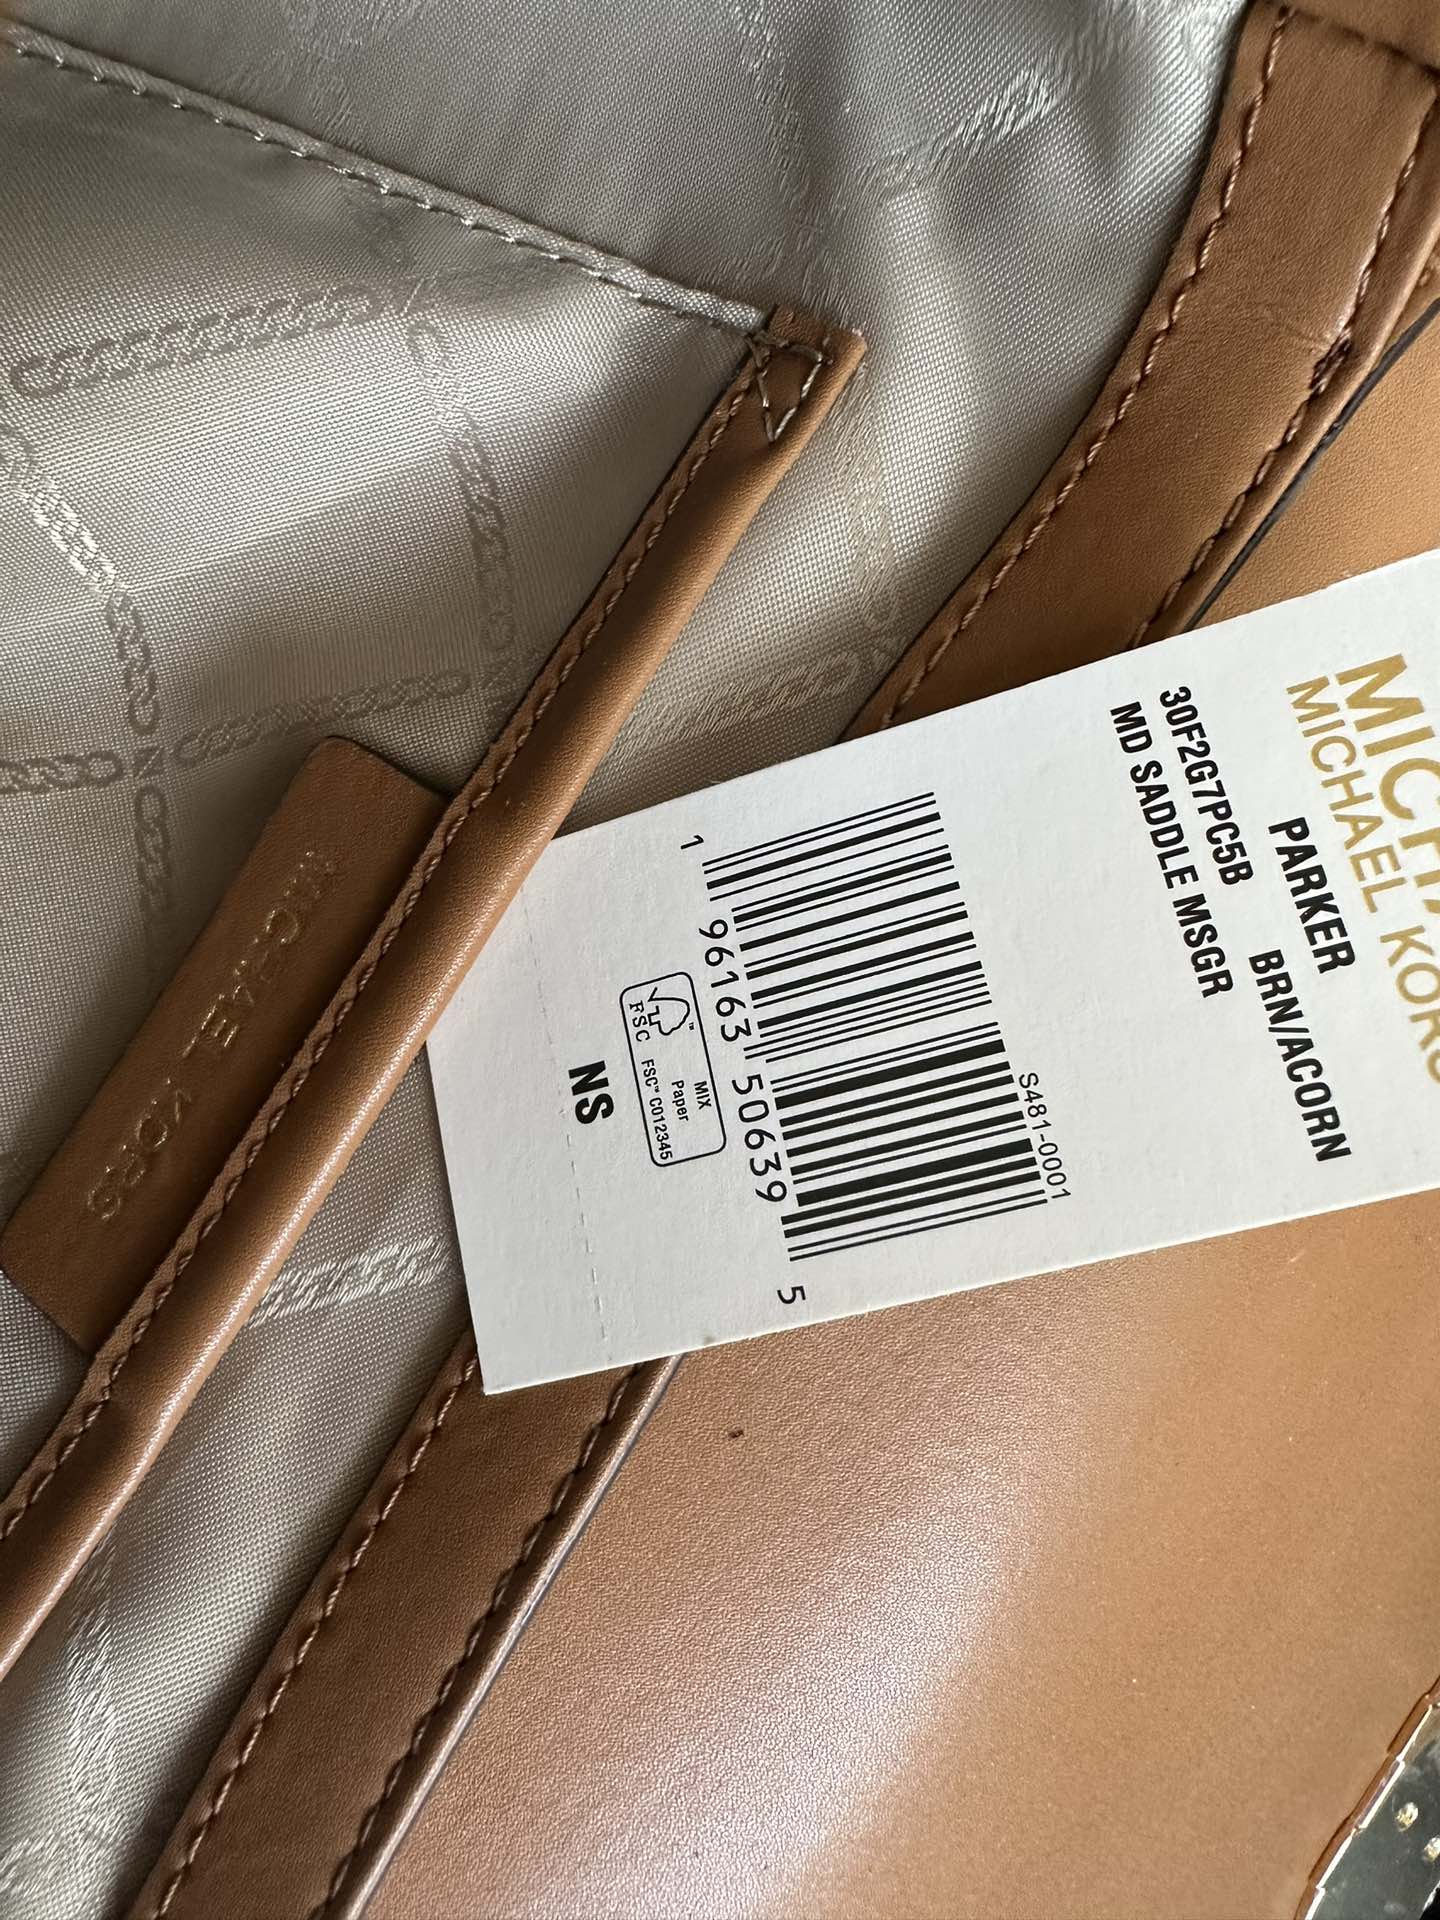 MICHAEL KORS
MICHAEL KORS
PARKER
30F2G7PC5B BRN/ACORN
MD SADDLE MSGR
S481-0001
1 96163 50639 5
FSC™
MIX
Paper
FSC™ C012345
NS